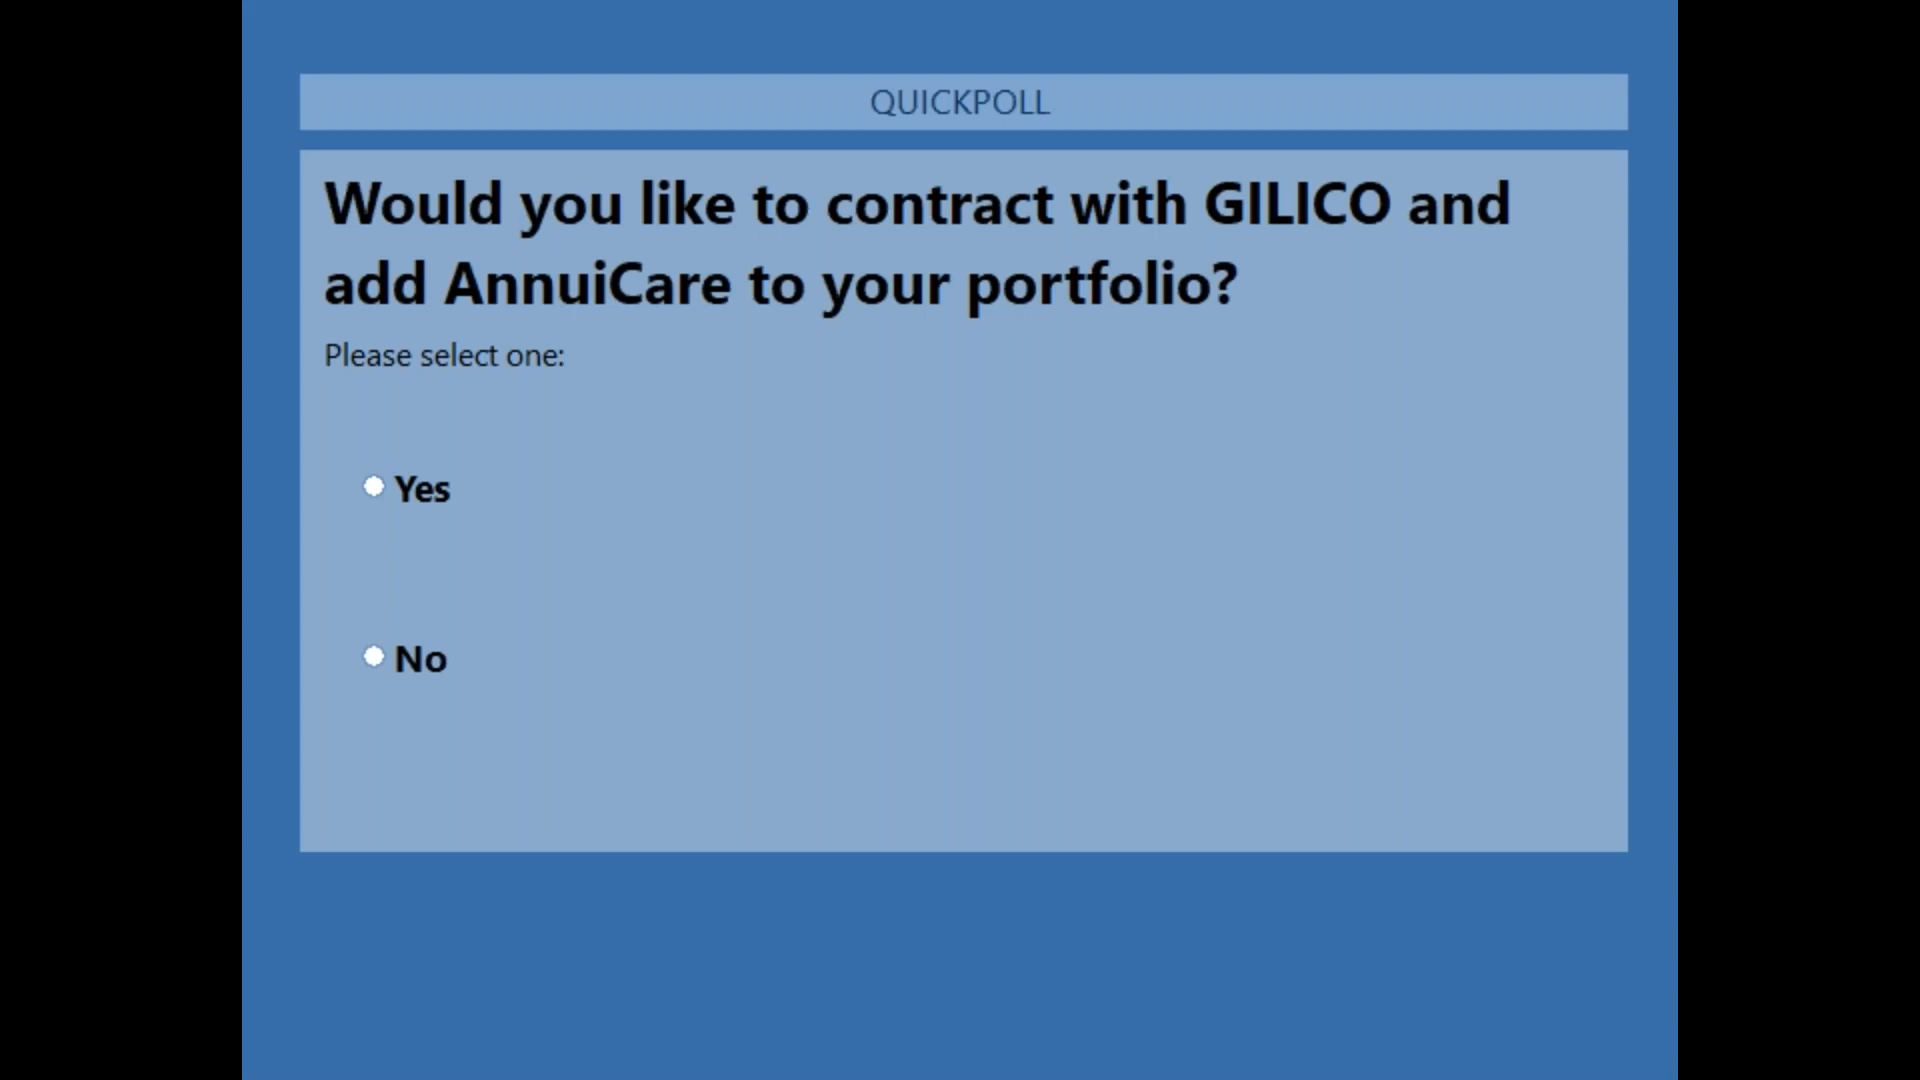 QUICKPOLL
Would you like to contract with GILICO and
add AnnuiCare to your portfolio?
Please select one:
Yes
No